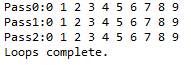 Pass0:0 1 2 3 4 5 6 7 8 9
Pass1:0 1 2 3 4 5 6 7 8 9
Pass2:0 1 2 3 4 5 6 7 8 9
Loops complete.